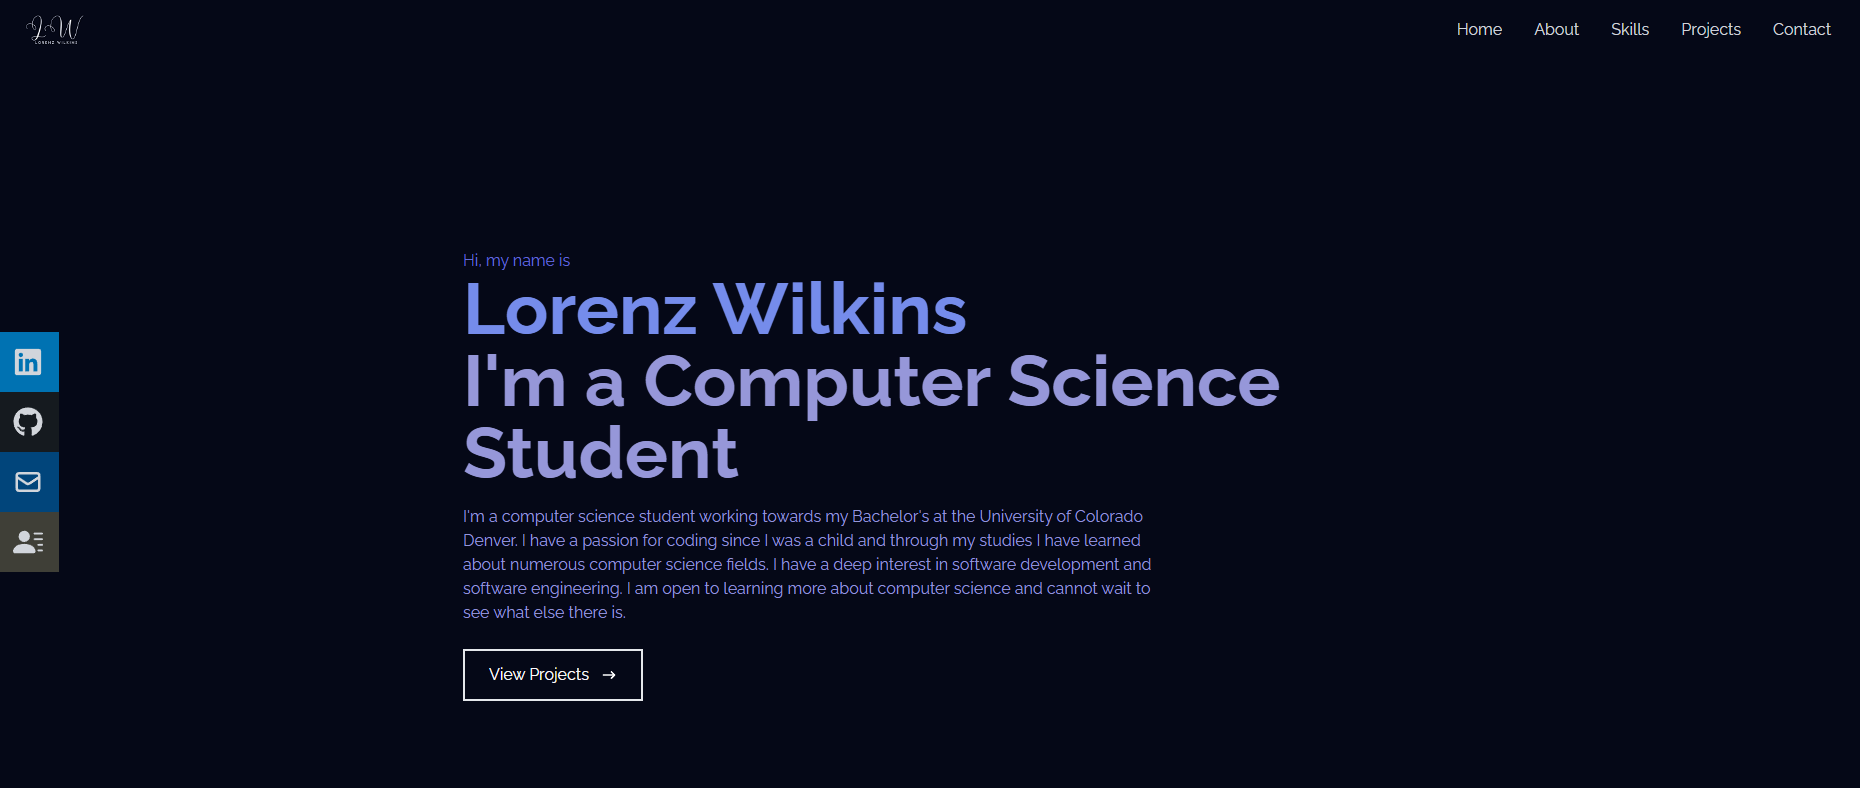 LW
LORENZ WILKINS
Home About Skills Projects Contact
Hi, my name is
Lorenz Wilkins
I'm a Computer Science
Student
in
I'm a computer science student working towards my Bachelor's at the University of Colorado
Denver. I have a passion for coding since I was a child and through my studies I have learned
about numerous computer science fields. I have a deep interest in software development and
software engineering. I am open to learning more about computer science and cannot wait to
see what else there is.
View Projects →